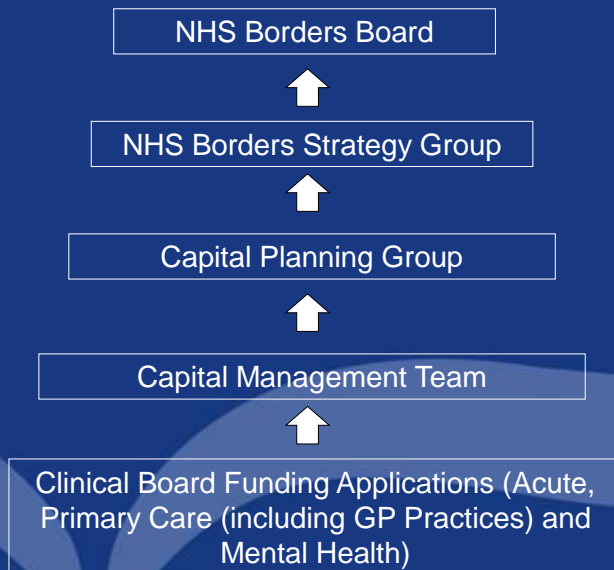 NHS Borders Board
NHS Borders Strategy Group
Capital Planning Group
Capital Management Team
Clinical Board Funding Applications (Acute,
Primary Care (including GP Practices) and
Mental Health)